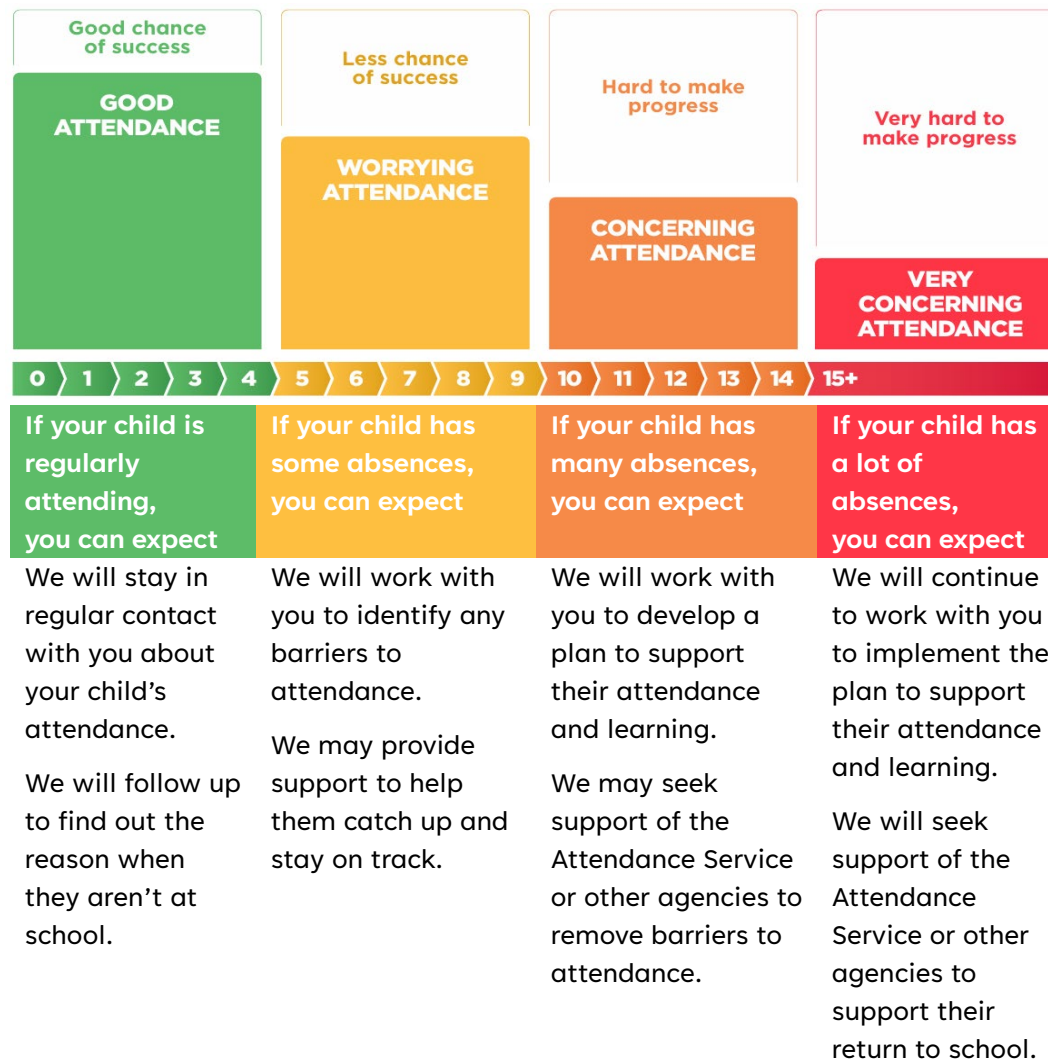 Good chance
of success
GOOD
ATTENDANCE
Less chance
of success
WORRYING
ATTENDANCE
Hard to make
progress
CONCERNING
ATTENDANCE
Very hard to
make progress
VERY
CONCERNING
ATTENDANCE
0 1 2 3 4 5 6 7 8 9 10 11 12 13 14 15+
If your child is
regularly
attending,
you can expect
If your child has
some absences,
you can expect
If your child has
many absences,
you can expect
If your child has
a lot of
absences,
you can expect
We will stay in
regular contact
with you about
your child’s
attendance.
We will follow up
to find out the
reason when
they aren’t at
school.
We will work with
you to identify any
barriers to
attendance.
We may provide
support to help
them catch up and
stay on track.
We will work with
you to develop a
plan to support
their attendance
and learning.
We may seek
support of the
Attendance Service
or other agencies to
remove barriers to
attendance.
We will continue
to work with you
to implement the
plan to support
their attendance
and learning.
We will seek
support of the
Attendance
Service or other
agencies to
support their
return to school.